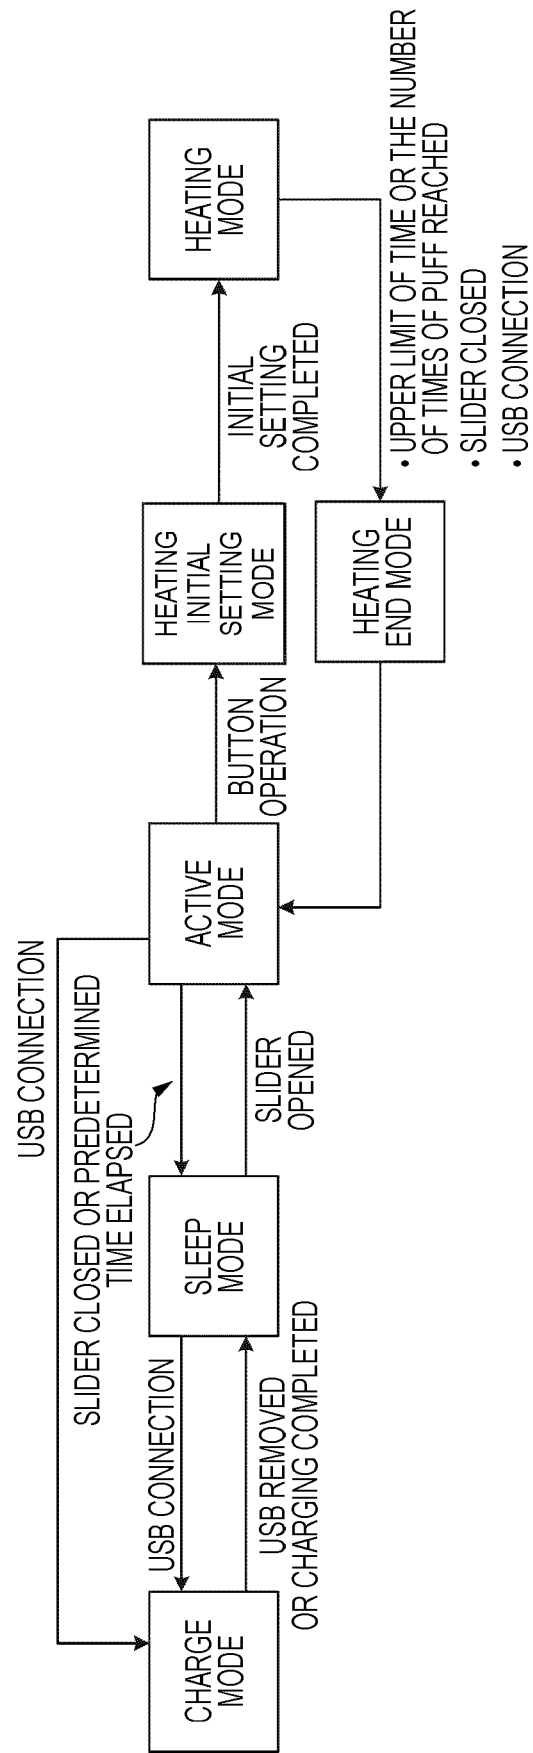 USB CONNECTION
SLIDER CLOSED OR PREDETERMINED
TIME ELAPSED
CHARGE
MODE
USB CONNECTION
USB REMOVED
OR CHARGING COMPLETED
SLEEP
MODE
SLIDER
OPENED
ACTIVE
MODE
BUTTON
OPERATION
HEATING
INITIAL
SETTING
MODE
INITIAL
SETTING
COMPLETED
HEATING
MODE
HEATING
END MODE
• UPPER LIMIT OF TIME OR THE NUMBER
OF TIMES OF PUFF REACHED
• SLIDER CLOSED
• USB CONNECTION